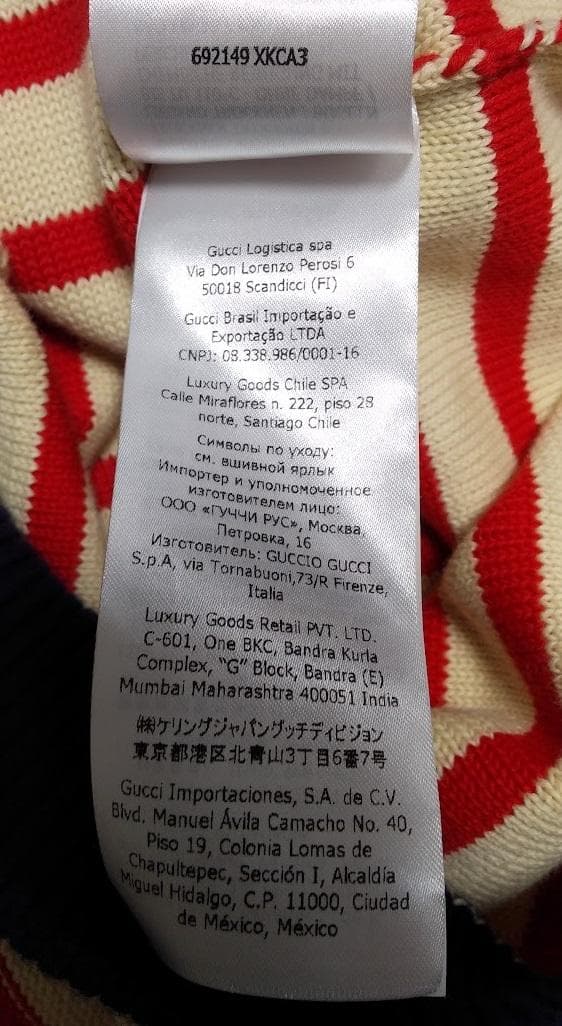 692149 XKCA3
Gucci Logistica spa
Via Don Lorenzo Perosi 6
50018 Scandicci (FI)
Gucci Brasil Importação e
Exportação LTDA
CNPJ: 08.338.986/0001-16
Luxury Goods Chile SPA
Calle Miraflores n. 222, piso 28
norte, Santiago Chile
Символы по уходу:
см. вшивной ярлык
Импортер и уполномоченное
изготовителем лицо:
ООО «ГУЧЧИ РУС», Москва,
Петровка, 16
Изготовитель: GUCCIO GUCCI
S.p.A, via Tornabuoni,73/R Firenze,
Italia
Luxury Goods Retail PVT. LTD.
C-601, One BKC, Bandra Kurla
Complex, "G" Block, Bandra (E)
Mumbai Maharashtra 400051 India
㈱ケリングジャパングッチディビジョン
東京都港区北青山3丁目6番7号
Gucci Importaciones, S.A. de C.V.
Blvd. Manuel Ávila Camacho No. 40,
Piso 19, Colonia Lomas de
Chapultepec, Sección I, Alcaldía
Miguel Hidalgo, C.P. 11000, Ciudad
de México, México